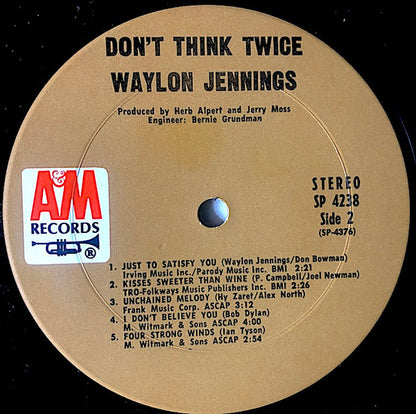 DON'T THINK TWICE
WAYLON JENNINGS
Produced by Herb Alpert and Jerry Moss
Engineer: Bernie Grundman
A&M
RECORDS
®
STEREO
SP 4238
Side 2
(SP-4376)
1. JUST TO SATISFY YOU (Waylon Jennings/Don Bowman)
Irving Music Inc./Parody Music Inc. BMI 2:21
2. KISSES SWEETER THAN WINE (P. Campbell/Joel Newman)
TRO-Folkways Music Publishers Inc. BMI 2:26
3. UNCHAINED MELODY (Hy Zaret/Alex North)
Frank Music Corp. ASCAP 3:12
4. I DON'T BELIEVE YOU (Bob Dylan)
M. Witmark & Sons ASCAP 4:00
5. FOUR STRONG WINDS (Ian Tyson)
M. Witmark & Sons ASCAP 2:54